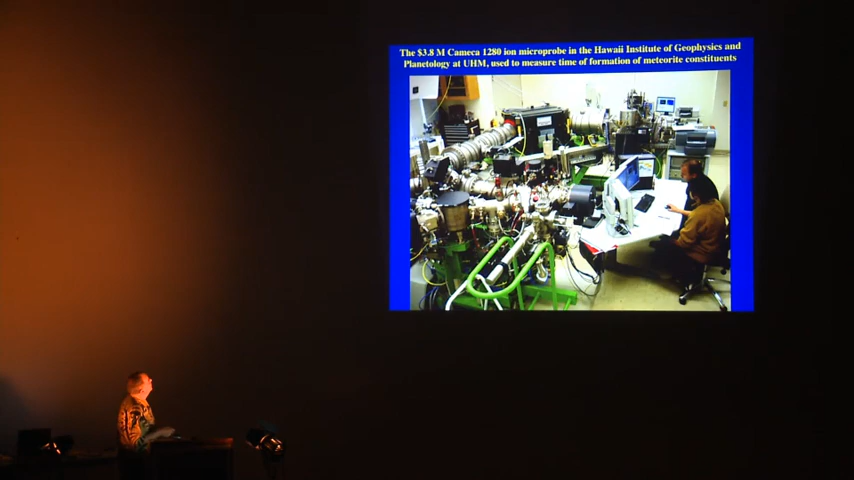 The $3.8 M Cameca 1280 ion microprobe in the Hawaii Institute of Geophysics and
Planetology at UHM, used to measure time of formation of meteorite constituents